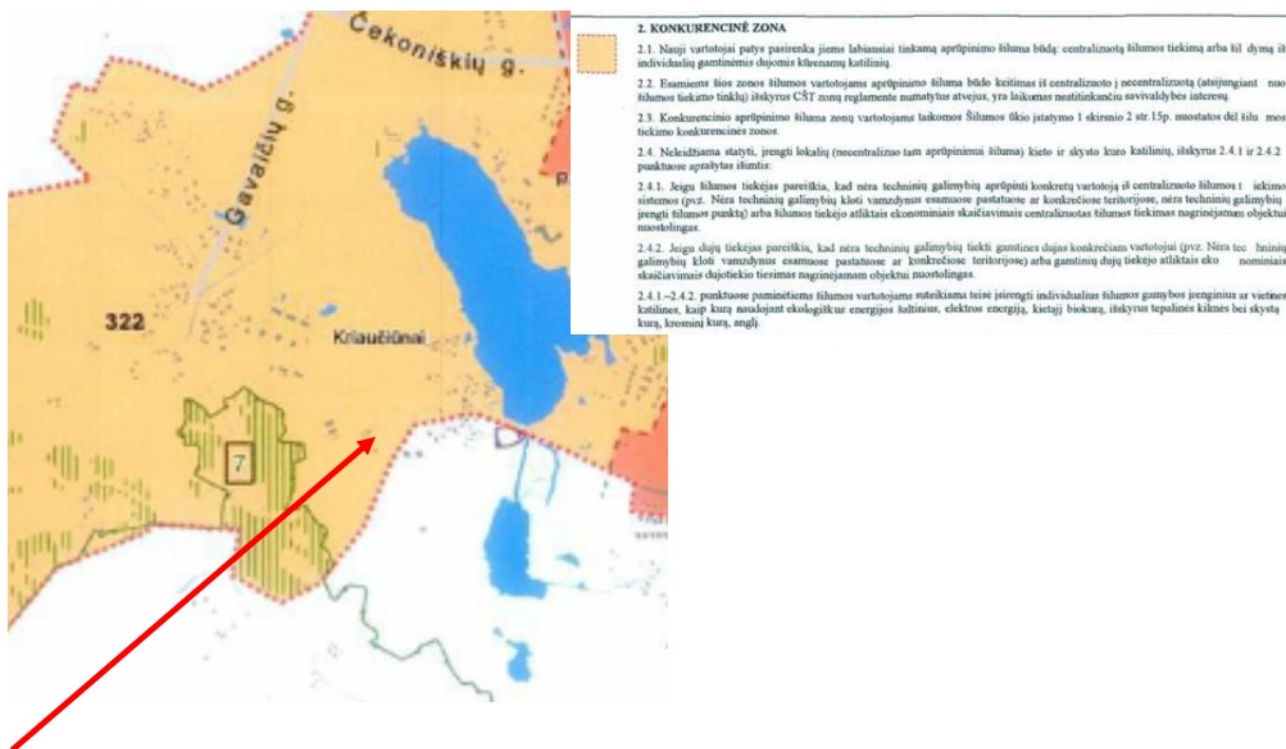 Čekoniškių g.
Gavaičių g.
322
Kriaučiūnai
7
2. KONKURENCINĖ ZONA
2.1. Nauji vartotojai patys pasirenka jiems labiausiai tinkamą aprūpinimo šiluma būdą: centralizuotą šilumos tiekimą arba šil dymą iš
individualių gamtinėmis dujomis kūrenamų katilinių.
2.2. Esamiems šios zonos šilumos vartotojams aprūpinimo šiluma būdo keitimas iš centralizuoto į necentralizuotą (atsijungiant nuo
šilumos tiekimo tinklų) išskyrus CŠT zonų reglamente numatytus atvejus, yra laikomas neatitinkančiu savivaldybės interesų.
2.3. Konkurencinio aprūpinimo šiluma zonų vartotojams taikomos Šilumos ūkio įstatymo 1 skirsnio 2 str.15p. nuostatos dėl šilu mos
tiekimo konkurencinės zonos.
2.4. Neleidžiama statyti, įrengti lokalių (necentralizuo tam aprūpinimui šiluma) kieto ir skysto kuro katilinių, išskyrus 2.4.1 ir 2.4.2
punktuose aprašytas išimtis:
2.4.1. Jeigu šilumos tiekėjas pareiškia, kad nėra techninių galimybių aprūpinti konkretų vartotoją iš centralizuoto šilumos t iekimo
sistemos (pvz. Nėra techninių galimybių kloti vamzdynus esamuose pastatuose ar konkrečiose teritorijose, nėra techninių galimybių
įrengti šilumos punktą) arba šilumos tiekėjo atliktais ekonominiais skaičiavimais centralizuotas šilumos tiekimas nagrinėjamam objektui
nuostolingas.
2.4.2. Jeigu dujų tiekėjas pareiškia, kad nėra techninių galimybių tiekti gamtines dujas konkrečiam vartotojui (pvz. Nėra tec hninių
galimybių kloti vamzdynus esamuose pastatuose ar konkrečiose teritorijose) arba gamtinių dujų tiekėjo atliktais eko nominiais
skaičiavimais dujotiekio tiesimas nagrinėjamam objektui nuostolingas.
2.4.1.–2.4.2. punktuose paminėtiems šilumos vartotojams suteikiama teisė įsirengti individualius šilumos gamybos įrenginius ar vietines
katilines, kaip kurą naudojant ekologiškus energijos šaltinius, elektros energiją, kietąjį biokurą, išskyrus tepalinės kilmės bei skystą
kurą, krosninį kurą, anglį.